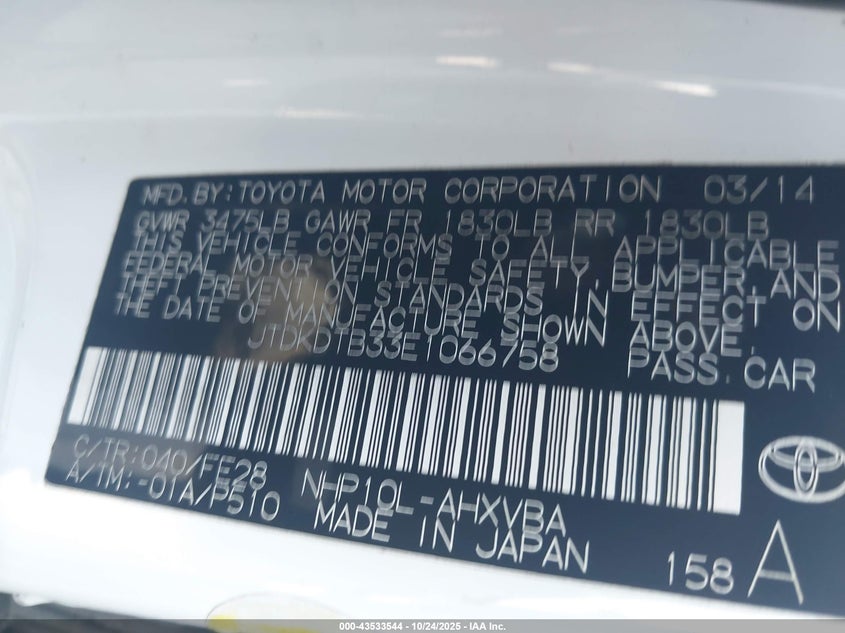 MFD. BY: TOYOTA MOTOR CORPORATION 03/14
GVWR 3475LB GAWR FR 1830LB RR 1830LB
THIS VEHICLE CONFORMS TO ALL APPLICABLE
FEDERAL MOTOR VEHICLE SAFETY, BUMPER, AND
THEFT PREVENTION STANDARDS IN EFFECT ON
THE DATE OF MANUFACTURE SHOWN ABOVE.
JTDKDTB33E1066758 PASS. CAR
C/TR: 040/FE28
A/TM: -01A/P510
NHP10L-AHXVBA
MADE IN JAPAN
158 A
000-43533544 - 10/24/2025 - IAA Inc.